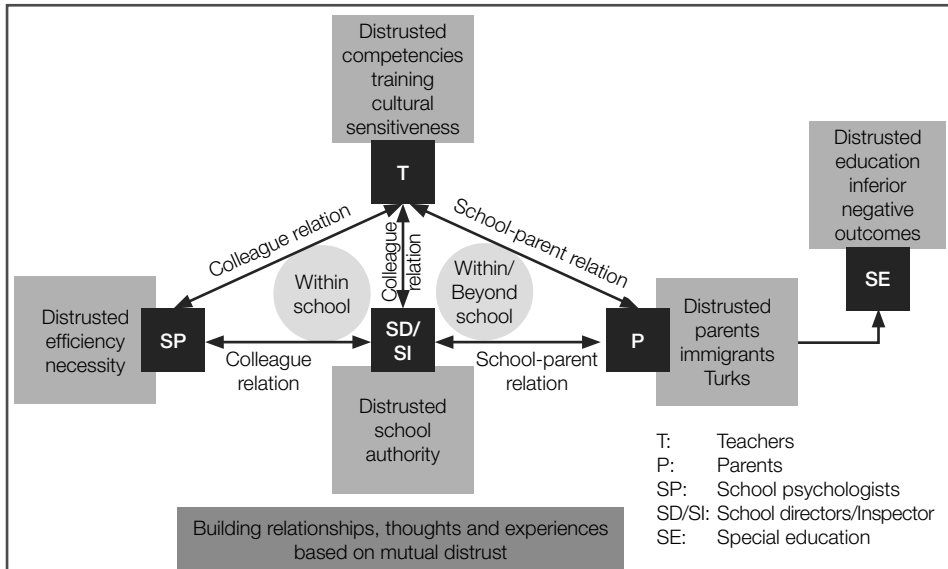 Distrusted
competencies
training
cultural
sensitiveness
T
Distrusted
education
inferior
negative
outcomes
SE
Colleague relation
Colleague
relation
School-parent relation
Within
school
Within/
Beyond
school
Distrusted
efficiency
necessity
SP
SD/
SI
P
Distrusted
parents
immigrants
Turks
Colleague
relation
School-parent
relation
Distrusted
school
authority
T: Teachers
P: Parents
SP: School psychologists
SD/SI: School directors/Inspector
SE: Special education
Building relationships, thoughts and experiences
based on mutual distrust